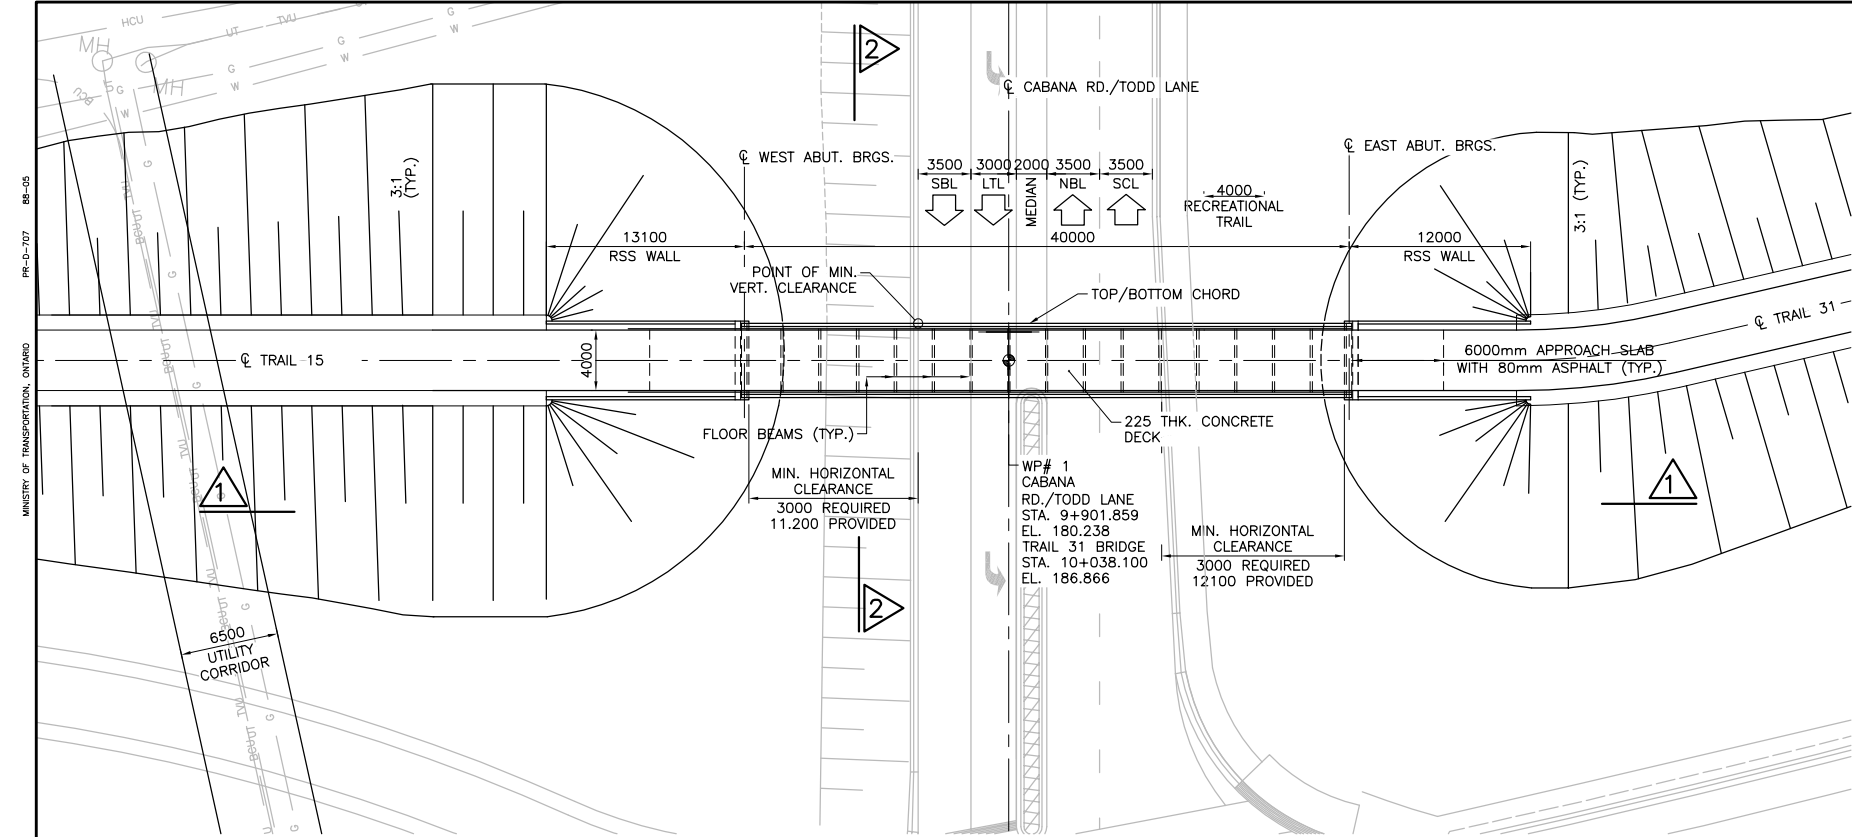 HCU
UT
TVU
G
G
G
W
W
MH
MH
G
W
G
W
2
℄ CABANA RD./TODD LANE
℄ WEST ABUT. BRGS.
℄ EAST ABUT. BRGS.
3:1
(TYP.)
3500
3000
2000
3500
3500
SBL
LTL
MEDIAN
NBL
SCL
4000
RECREATIONAL
TRAIL
3:1 (TYP.)
13100
RSS WALL
40000
12000
RSS WALL
POINT OF MIN.
VERT. CLEARANCE
TOP/BOTTOM CHORD
℄ TRAIL 15
4000
℄ TRAIL 31
6000mm APPROACH SLAB
WITH 80mm ASPHALT (TYP.)
FLOOR BEAMS (TYP.)
225 THK. CONCRETE
DECK
MIN. HORIZONTAL
CLEARANCE
3000 REQUIRED
11.200 PROVIDED
WP# 1
CABANA
RD./TODD LANE
STA. 9+901.859
EL. 180.238
TRAIL 31 BRIDGE
STA. 10+038.100
EL. 186.866
MIN. HORIZONTAL
CLEARANCE
3000 REQUIRED
12100 PROVIDED
1
1
2
6500
UTILITY
CORRIDOR
MINISTRY OF TRANSPORTATION, ONTARIO
PR-D-707
88-05